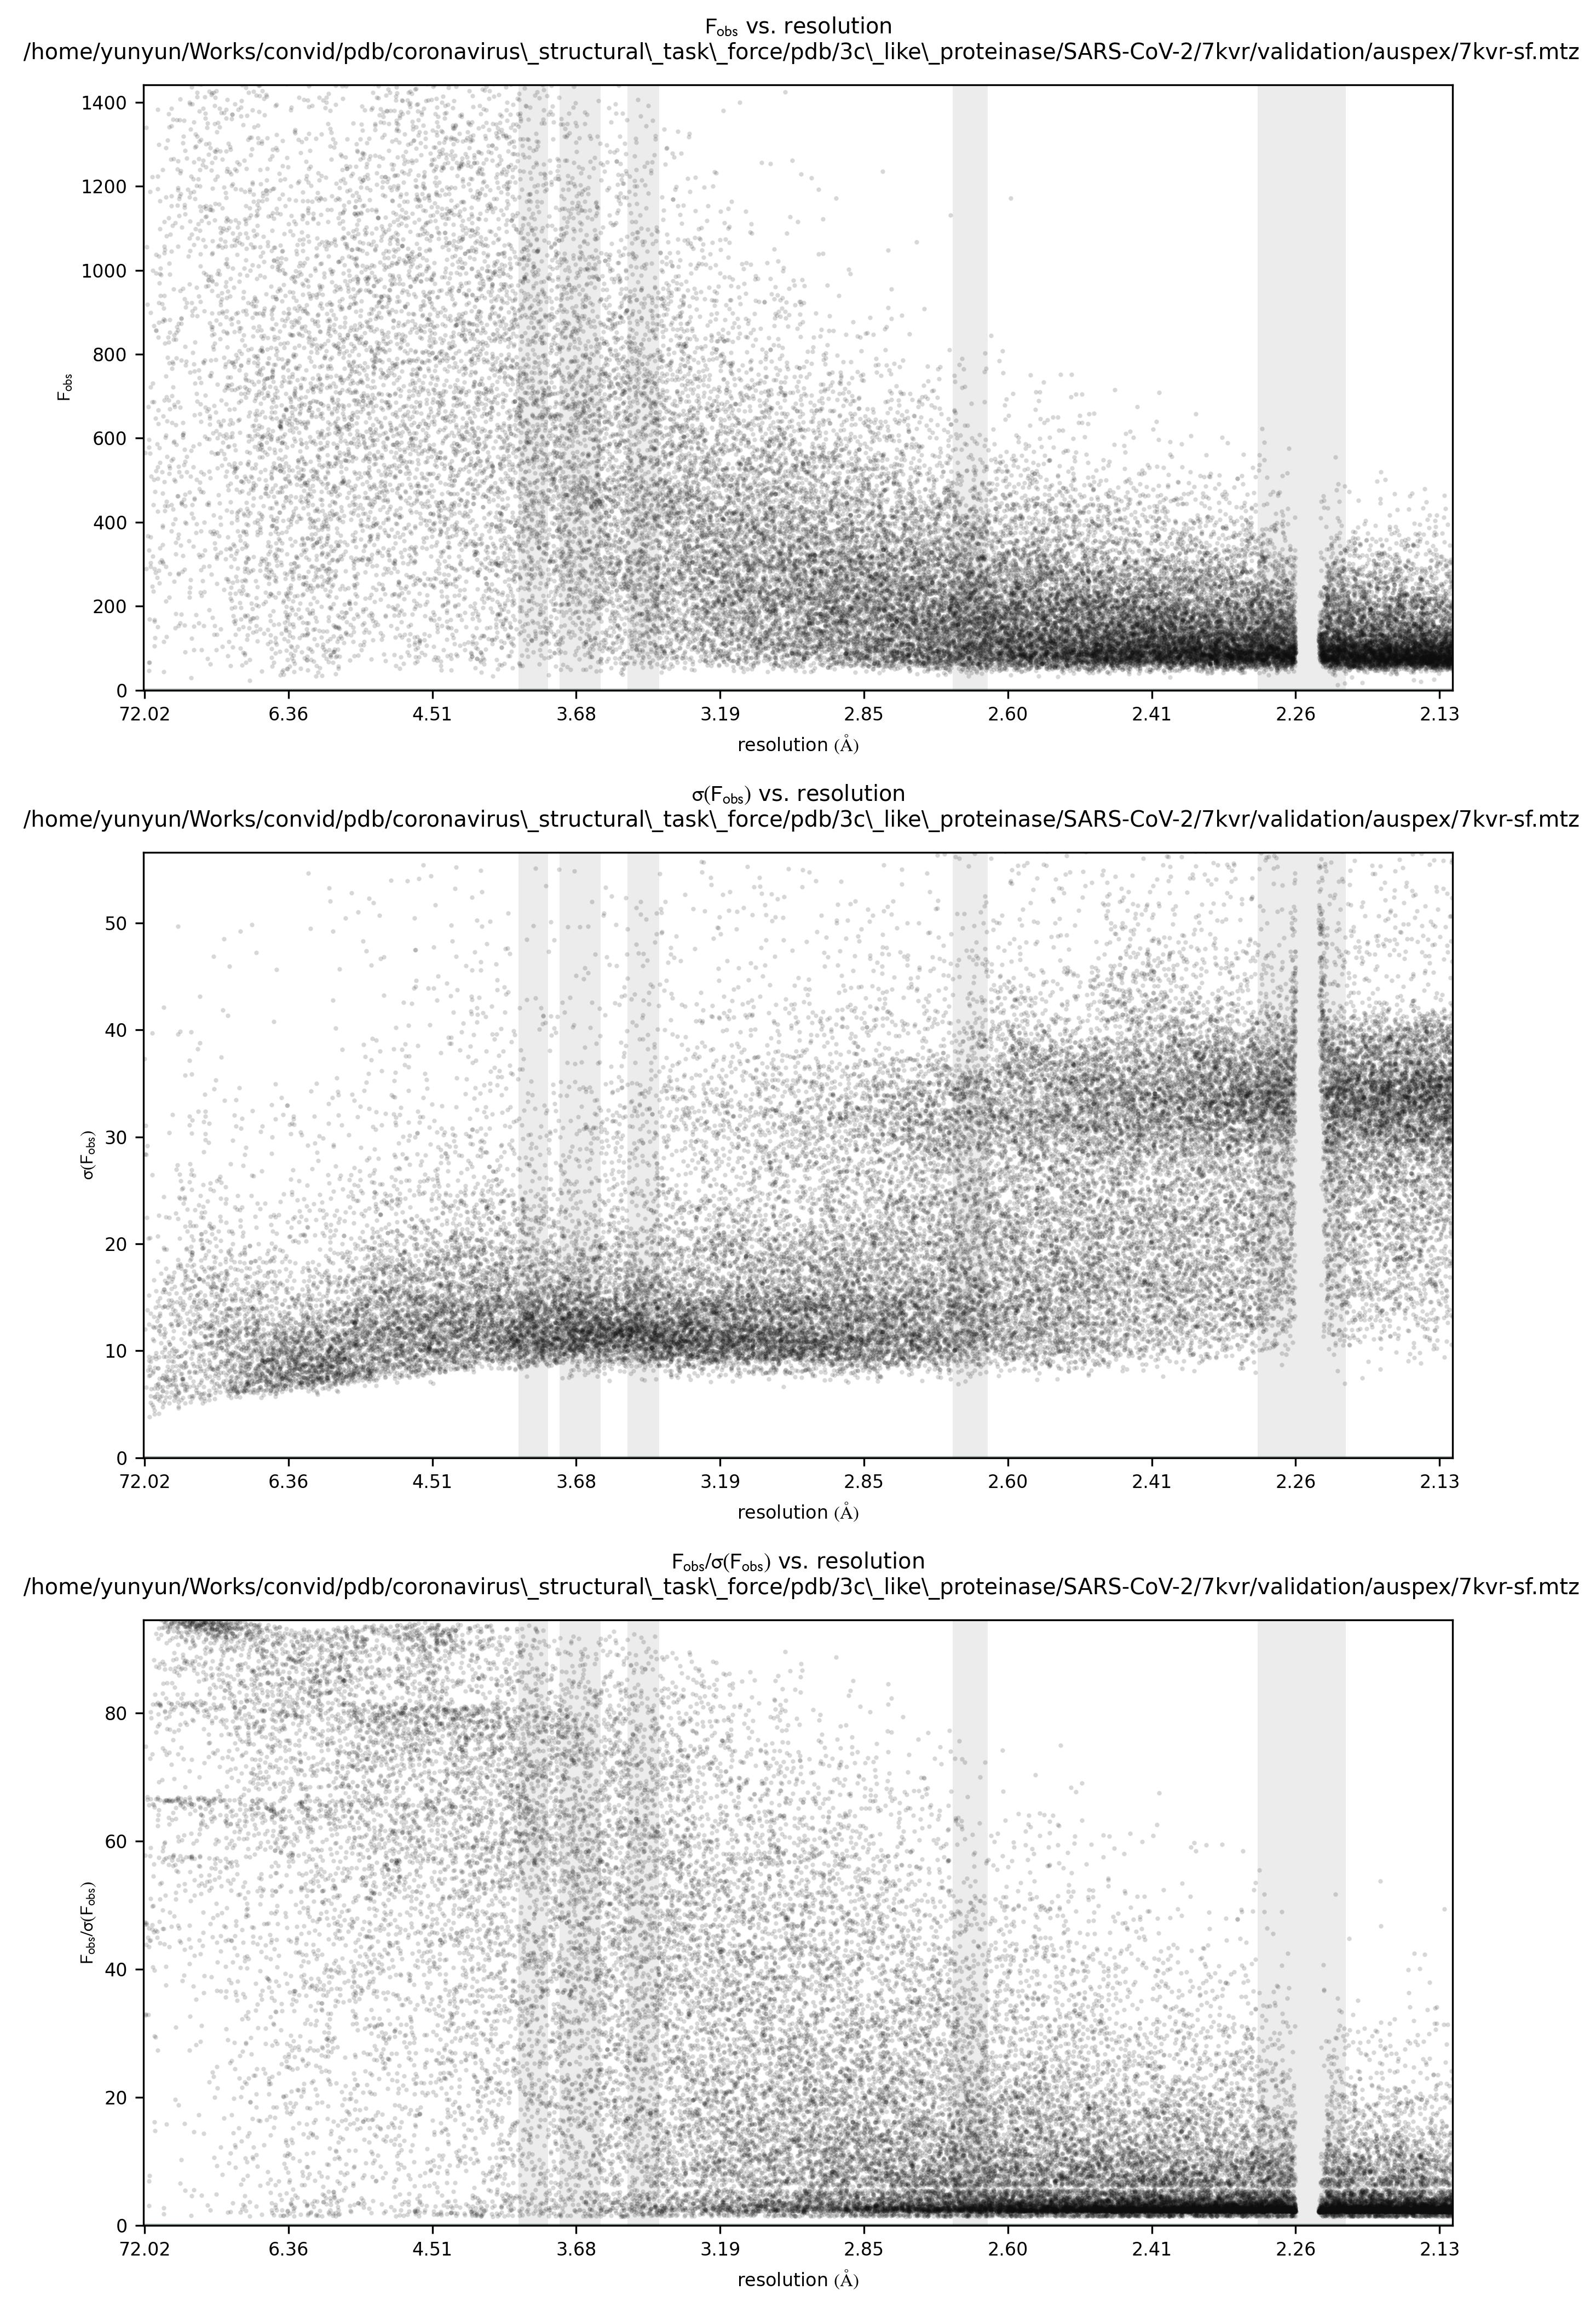 Fobs vs. resolution
/home/yunyun/Works/convid/pdb/coronavirus\_structural\_task\_force/pdb/3c\_like\_proteinase/SARS-CoV-2/7kvr/validation/auspex/7kvr-sf.mtz
1400
1200
1000
800
Fobs
600
400
200
0
72.02 6.36 4.51 3.68 3.19 2.85 2.60 2.41 2.26 2.13
resolution (Å)
σ(Fobs) vs. resolution
/home/yunyun/Works/convid/pdb/coronavirus\_structural\_task\_force/pdb/3c\_like\_proteinase/SARS-CoV-2/7kvr/validation/auspex/7kvr-sf.mtz
50
40
30
σ(Fobs)
20
10
0
72.02 6.36 4.51 3.68 3.19 2.85 2.60 2.41 2.26 2.13
resolution (Å)
Fobs/σ(Fobs) vs. resolution
/home/yunyun/Works/convid/pdb/coronavirus\_structural\_task\_force/pdb/3c\_like\_proteinase/SARS-CoV-2/7kvr/validation/auspex/7kvr-sf.mtz
80
60
Fobs/σ(Fobs)
40
20
0
72.02 6.36 4.51 3.68 3.19 2.85 2.60 2.41 2.26 2.13
resolution (Å)